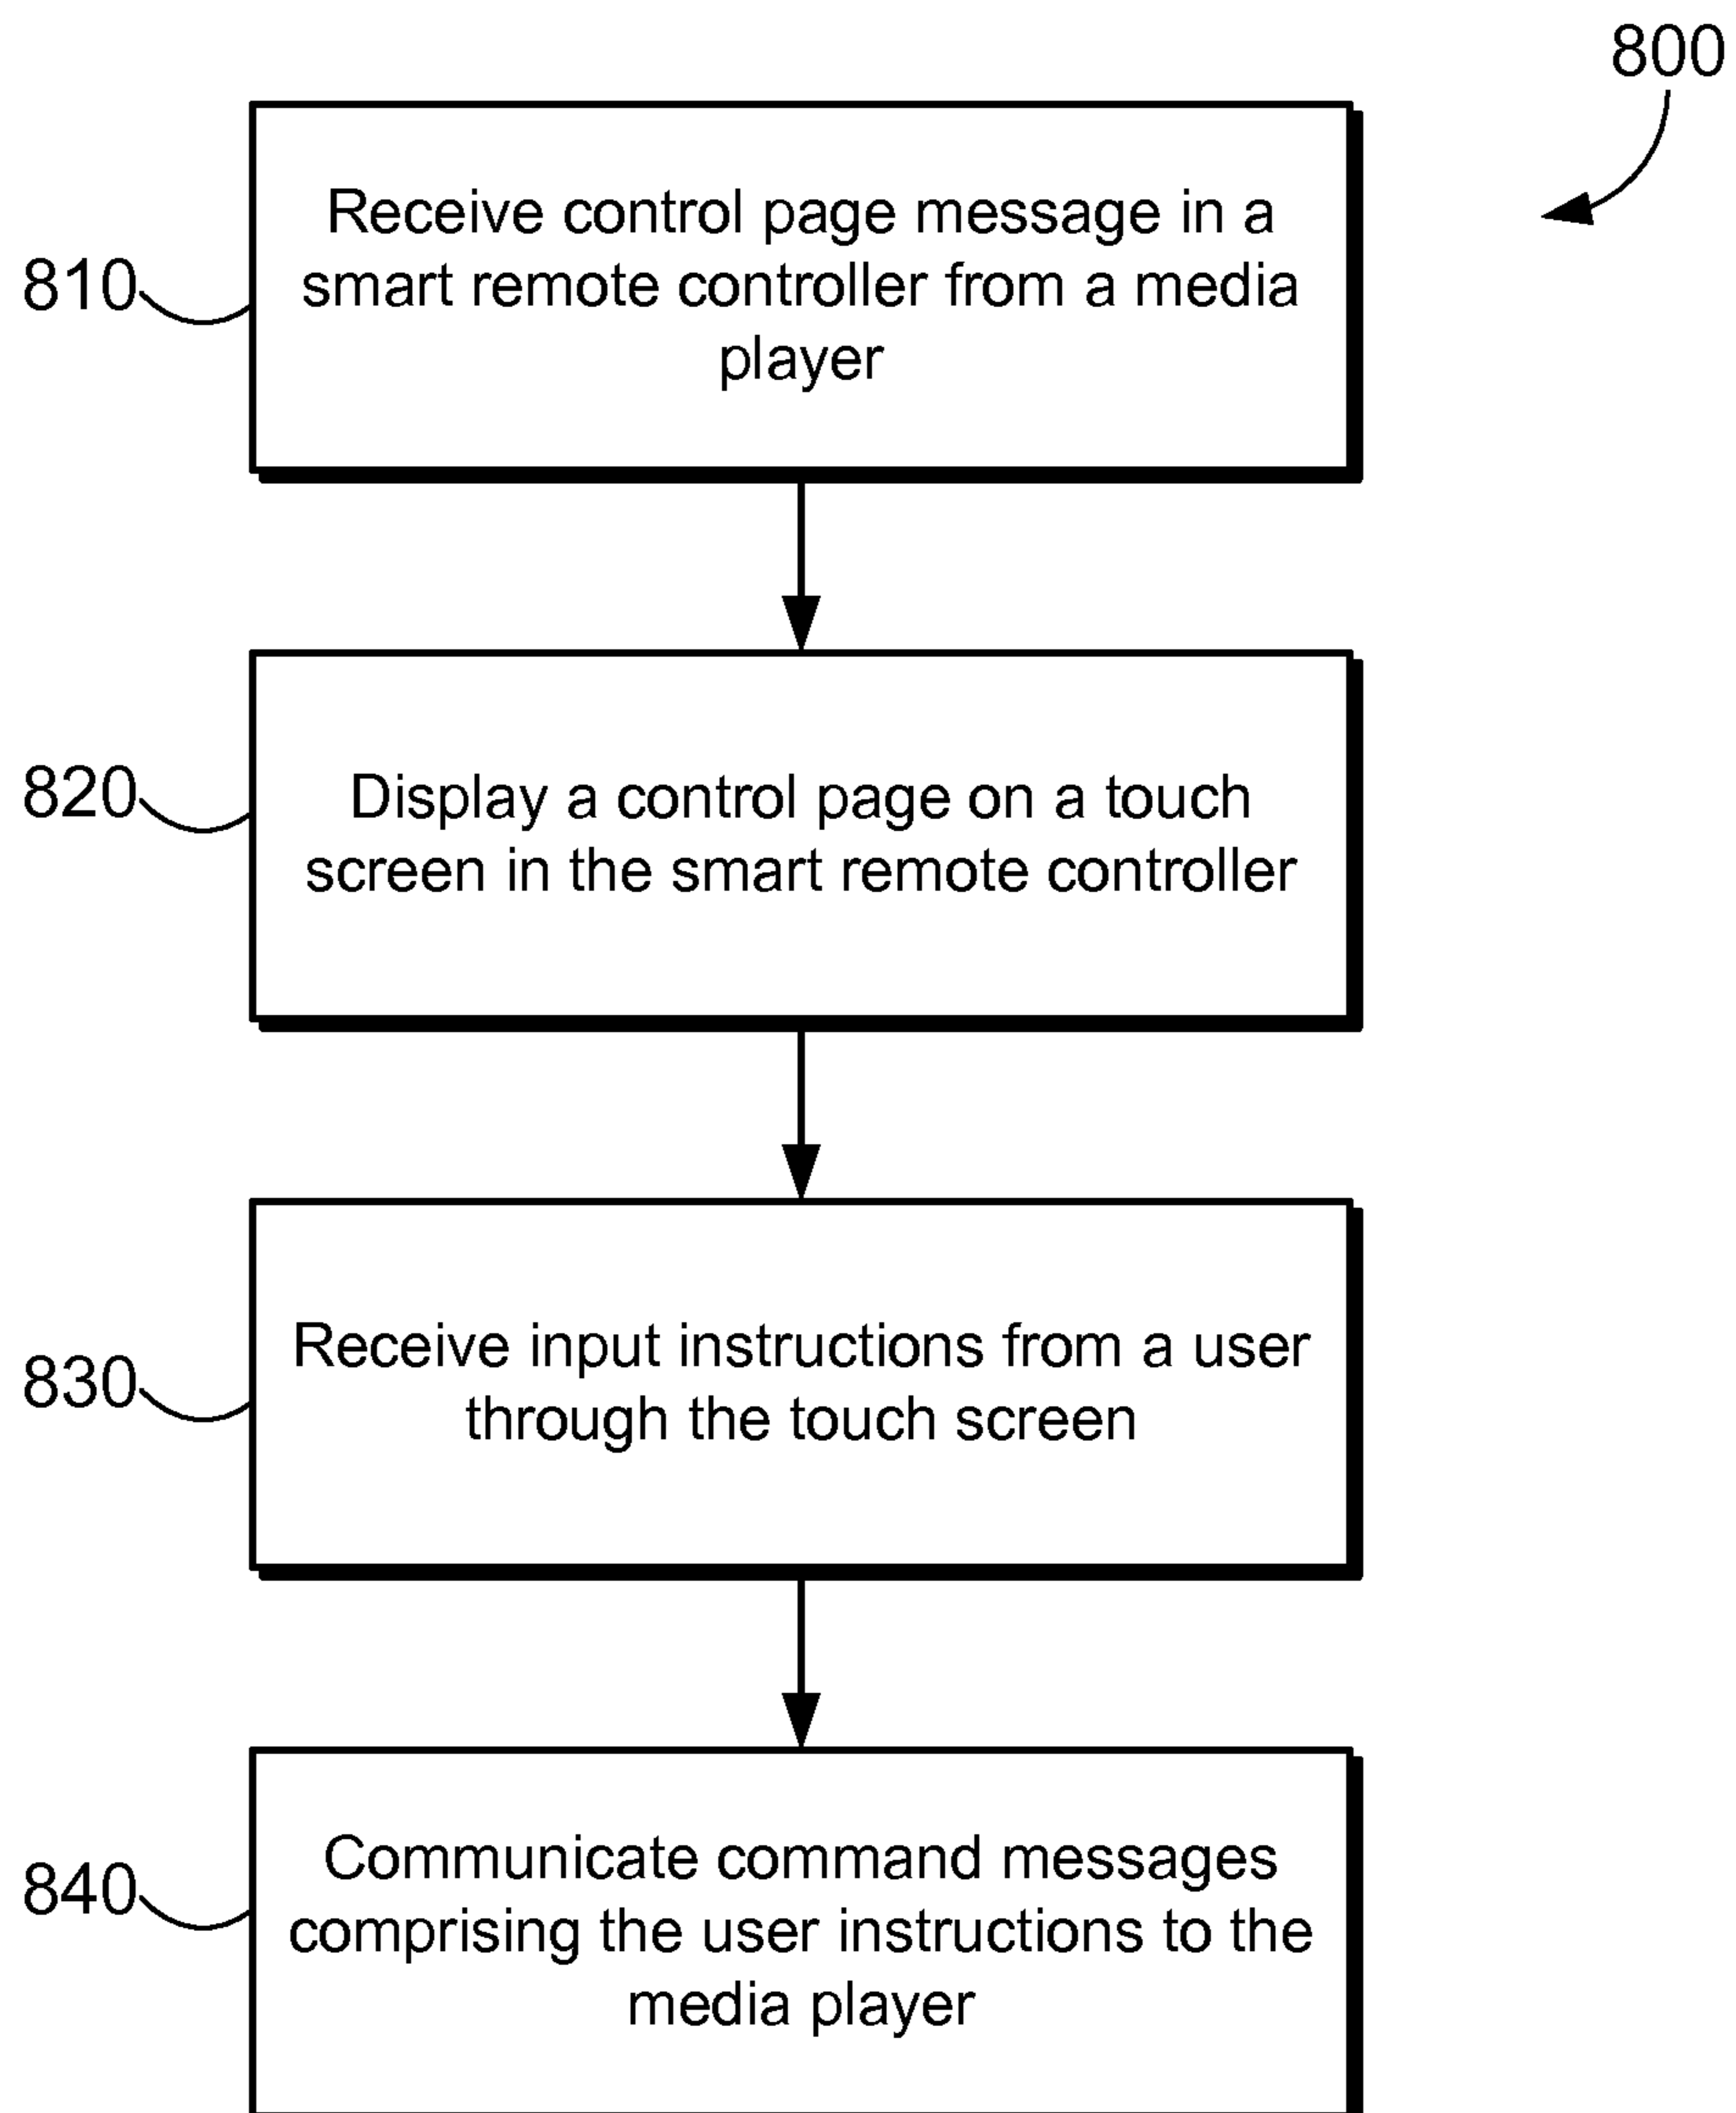 800
810
Receive control page message in a
smart remote controller from a media
player
820
Display a control page on a touch
screen in the smart remote controller
830
Receive input instructions from a user
through the touch screen
840
Communicate command messages
comprising the user instructions to the
media player